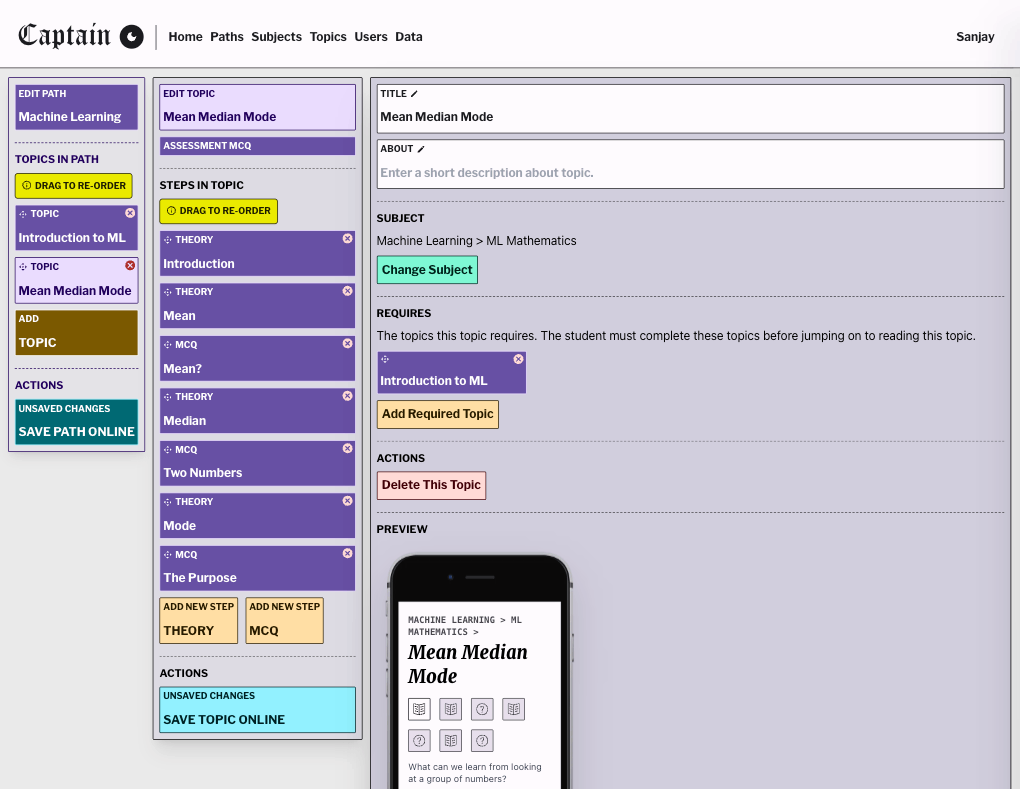 Captain
Home Paths Subjects Topics Users Data
Sanjay
EDIT PATH
Machine Learning
TOPICS IN PATH
DRAG TO RE-ORDER
TOPIC
Introduction to ML
TOPIC
Mean Median Mode
ADD
TOPIC
ACTIONS
UNSAVED CHANGES
SAVE PATH ONLINE
EDIT TOPIC
Mean Median Mode
ASSESSMENT MCQ
STEPS IN TOPIC
DRAG TO RE-ORDER
THEORY
Introduction
THEORY
Mean
MCQ
Mean?
THEORY
Median
MCQ
Two Numbers
THEORY
Mode
MCQ
The Purpose
ADD NEW STEP
THEORY
ADD NEW STEP
MCQ
ACTIONS
UNSAVED CHANGES
SAVE TOPIC ONLINE
TITLE
Mean Median Mode
ABOUT
Enter a short description about topic.
SUBJECT
Machine Learning > ML Mathematics
Change Subject
REQUIRES
The topics this topic requires. The student must complete these topics before jumping on to reading this topic.
Introduction to ML
Add Required Topic
ACTIONS
Delete This Topic
PREVIEW
MACHINE LEARNING > ML
MATHEMATICS >
Mean Median
Mode
What can we learn from looking
at a group of numbers?